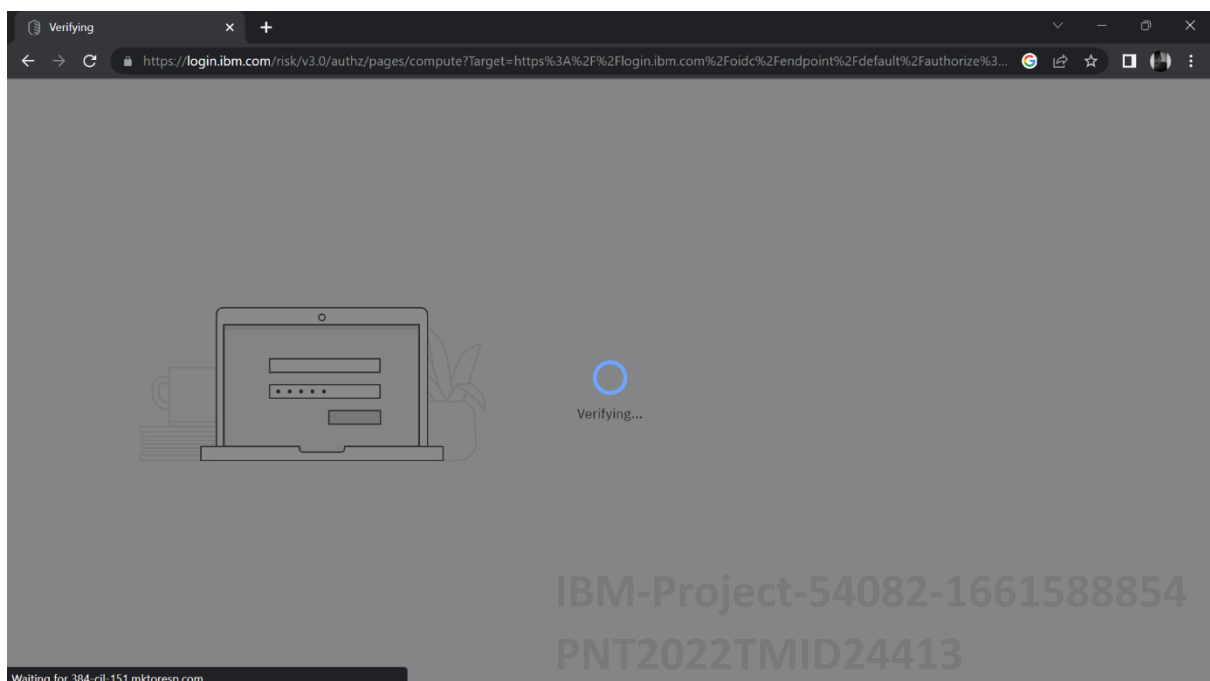 Verifying
https://login.ibm.com/risk/v3.0/authz/pages/compute?Target=https%3A%2F%2Flogin.ibm.com%2Foidc%2Fendpoint%2Fdefault%2Fauthorize%3...
Verifying...
IBM-Project-54082-1661588854
PNT2022TMID24413
Waiting for 384-cil-151.mktoresp.com